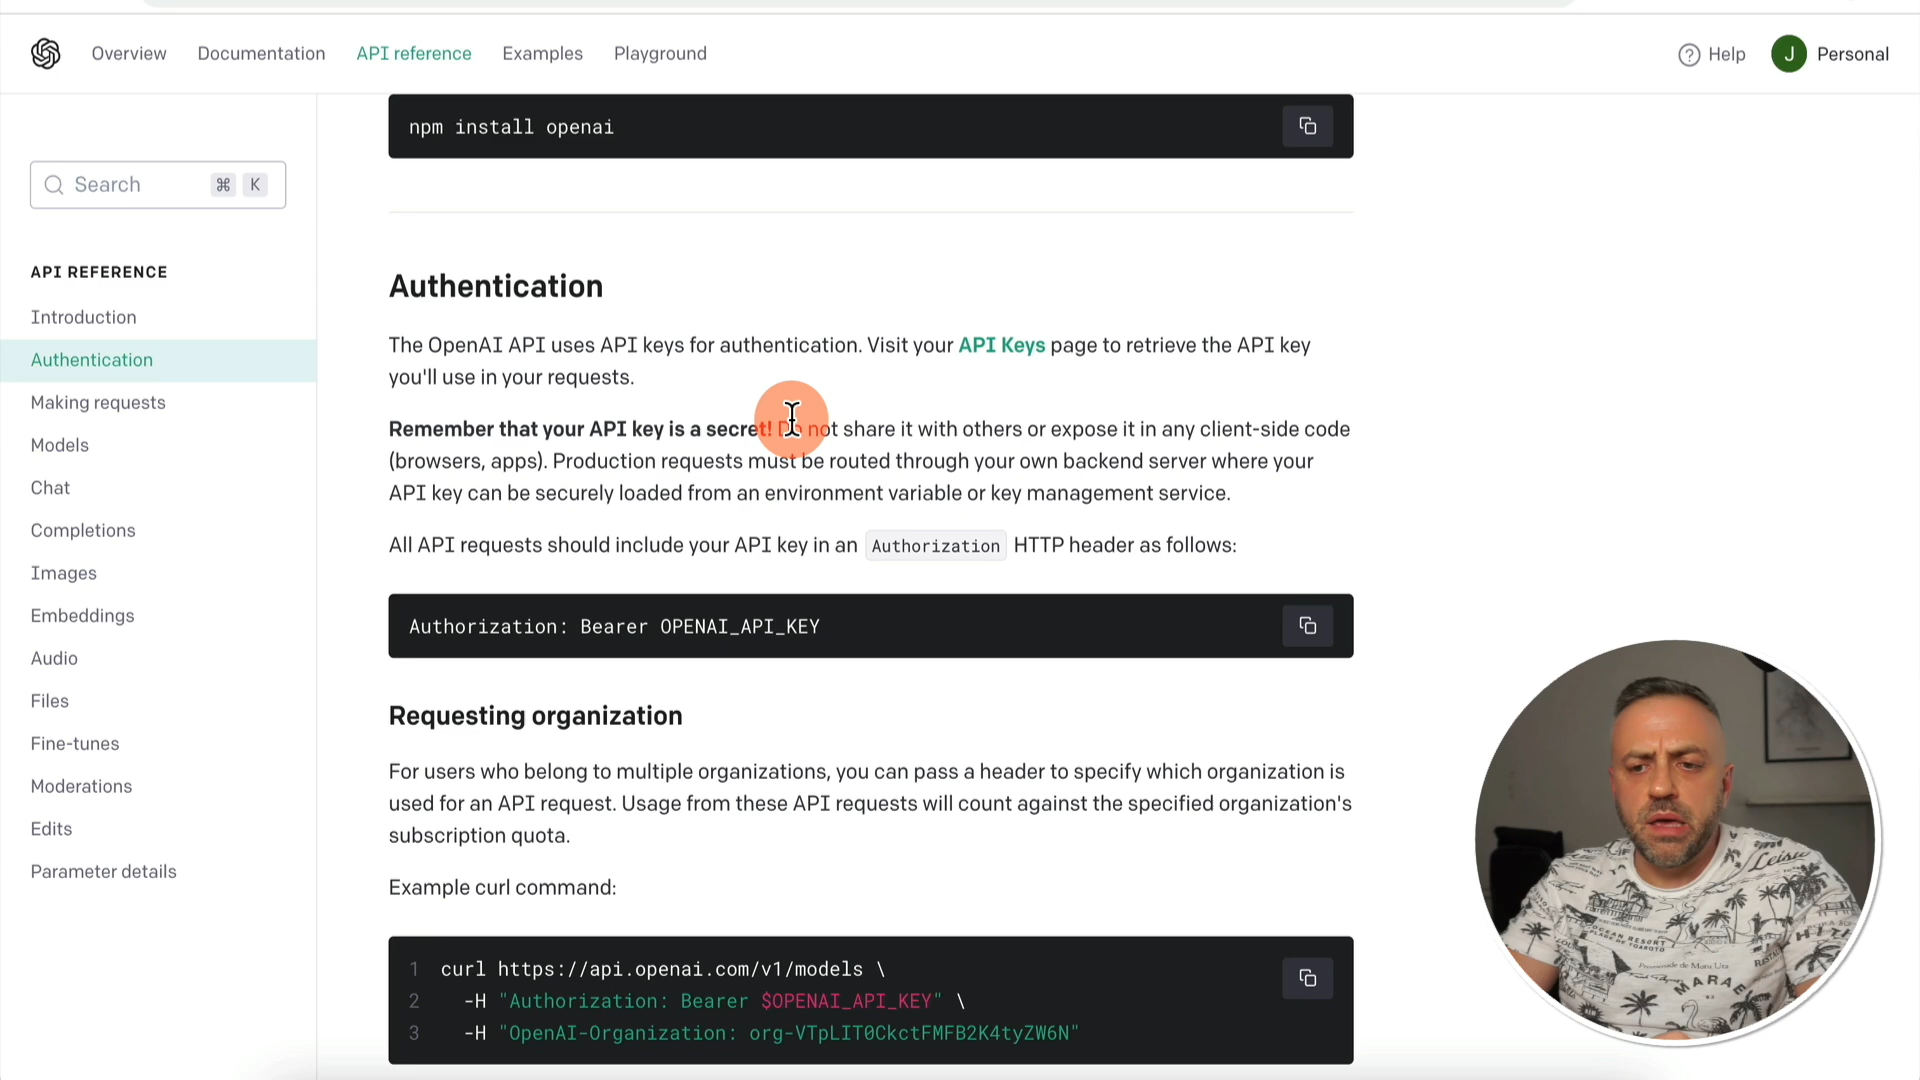 Overview
Documentation
API reference
Examples
Playground
Help
J
Personal
npm install openai
Search
⌘
K
API REFERENCE
Introduction
Authentication
Making requests
Models
Chat
Completions
Images
Embeddings
Audio
Files
Fine-tunes
Moderations
Edits
Parameter details
Authentication
The OpenAI API uses API keys for authentication. Visit your API Keys page to retrieve the API key
you'll use in your requests.
Remember that your API key is a secret! Do not share it with others or expose it in any client-side code
(browsers, apps). Production requests must be routed through your own backend server where your
API key can be securely loaded from an environment variable or key management service.
All API requests should include your API key in an Authorization HTTP header as follows:
Authorization: Bearer OPENAI_API_KEY
Requesting organization
For users who belong to multiple organizations, you can pass a header to specify which organization is
used for an API request. Usage from these API requests will count against the specified organization's
subscription quota.
Example curl command:
1 curl https://api.openai.com/v1/models \
2 -H "Authorization: Bearer $OPENAI_API_KEY" \
3 -H "OpenAI-Organization: org-VTpLIT0CkctFMFB2K4tyZW6N"
Leisu
OCEAN RESORT
MARAE